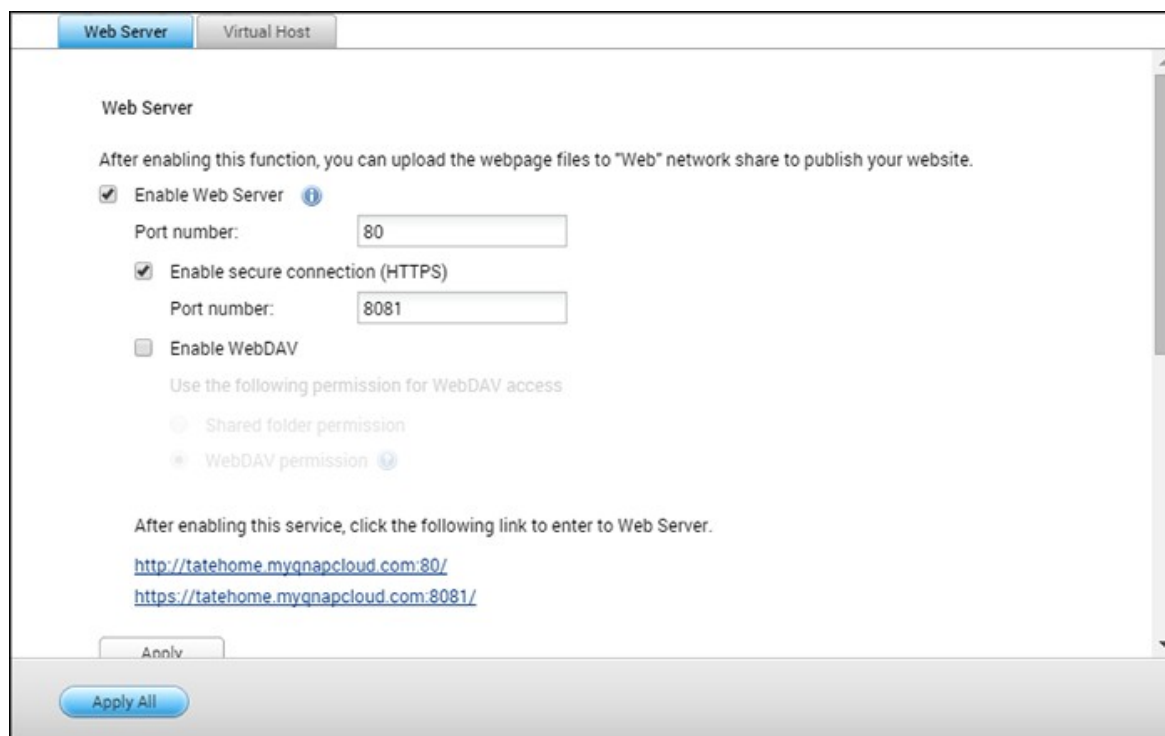 Web Server Virtual Host
Web Server
After enabling this function, you can upload the webpage files to "Web" network share to publish your website.
Enable Web Server
Port number: 80
Enable secure connection (HTTPS)
Port number: 8081
Enable WebDAV
Use the following permission for WebDAV access
Shared folder permission
WebDAV permission
After enabling this service, click the following link to enter to Web Server.
http://tatehome.myqnapcloud.com:80/
https://tatehome.myqnapcloud.com:8081/
Apply
Apply All